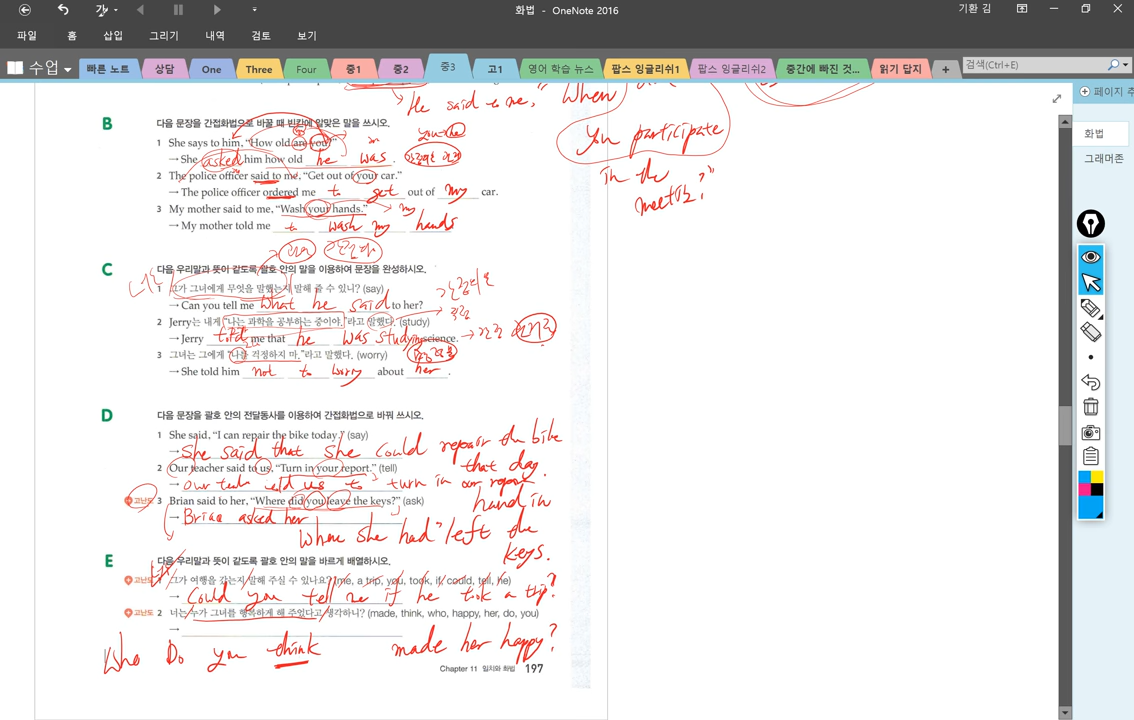 화법 - OneNote 2016
기환 김
파일 홈 삽입 그리기 내역 검토 보기
수업 빠른 노트 상담 One Three Four 중1 중2 중3 고1 영어 학습 뉴스 팝스 잉글리쉬1 팝스 잉글리쉬2 중간에 빠진 것... 읽기 답지 + 검색(Ctrl+E)
페이지 추
화법
그래머존
He said to me, "When
you participate
in the
meeting?"
B 다음 문장을 간접화법으로 바꿀 때 빈칸에 알맞은 말을 쓰시오.
1 She says to him, "How old are you?"
→ She asked him how old he was.
2 The police officer said to me, "Get out of your car."
→ The police officer ordered me to get out of my car.
3 My mother said to me, "Wash your hands."
→ My mother told me to wash my hands
C 다음 우리말과 뜻이 같도록 괄호 안의 말을 이용하여 문장을 완성하시오.
1 그가 그녀에게 무엇을 말했는지 말해 줄 수 있니? (say)
→ Can you tell me what he said to her?
2 Jerry는 내게 "나는 과학을 공부하는 중이야."라고 말했다. (study)
→ Jerry told me that he was studying science.
3 그녀는 그에게 "나를 걱정하지 마."라고 말했다. (worry)
→ She told him not to worry about her.
D 다음 문장을 괄호 안의 전달동사를 이용하여 간접화법으로 바꿔 쓰시오.
1 She said, "I can repair the bike today." (say)
→ She said that she could repair the bike
that day.
2 Our teacher said to us, "Turn in your report." (tell)
→ our told us to turn in our report
hand in
고난도 3 Brian said to her, "Where did you leave the keys?" (ask)
→ Brian asked her
where she had left the
keys.
E 다음 우리말과 뜻이 같도록 괄호 안의 말을 바르게 배열하시오.
고난도 1 그가 여행을 갔는지 말해 주실 수 있나요? (me, a trip, you, took, if, could, tell, he)
→ Could you tell me if he took a trip?
고난도 2 너는 누가 그녀를 행복하게 해 주었다고 생각하니? (made, think, who, happy, her, do, you)
→
Who Do you think made her happy?
Chapter 11 일치와 화법 197